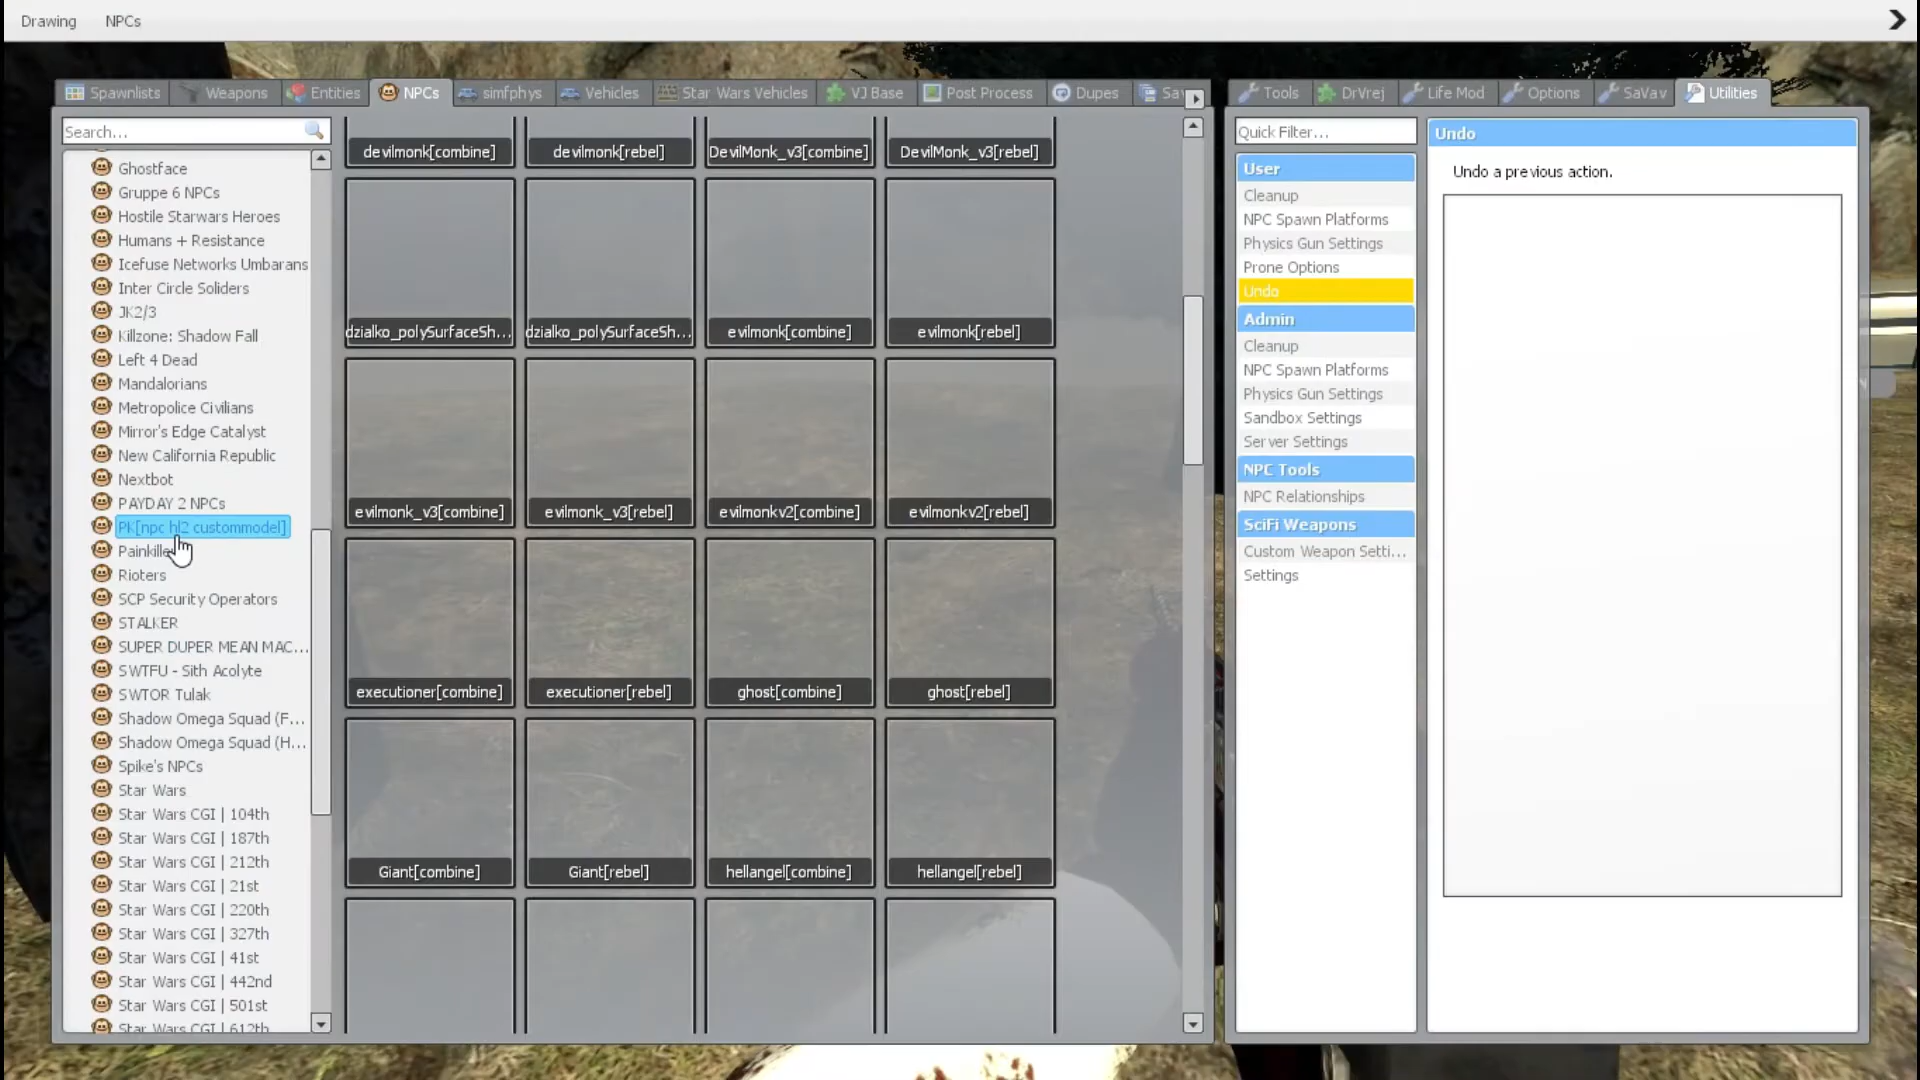 Drawing NPCs
Spawnlists Weapons Entities NPCs simfphys Vehicles Star Wars Vehicles VJ Base Post Process Dupes Sa
Tools DrVrej Life Mod Options SaVav Utilities
Search...
Ghostface
Gruppe 6 NPCs
Hostile Starwars Heroes
Humans + Resistance
Icefuse Networks Umbarans
Inter Circle Soliders
JK2/3
Killzone: Shadow Fall
Left 4 Dead
Mandalorians
Metropolice Civilians
Mirror's Edge Catalyst
New California Republic
Nextbot
PAYDAY 2 NPCs
PK[npc hl2 custommodel]
Painkille
Rioters
SCP Security Operators
STALKER
SUPER DUPER MEAN MAC...
SWTFU - Sith Acolyte
SWTOR Tulak
Shadow Omega Squad (F...
Shadow Omega Squad (H...
Spike's NPCs
Star Wars
Star Wars CGI | 104th
Star Wars CGI | 187th
Star Wars CGI | 212th
Star Wars CGI | 21st
Star Wars CGI | 220th
Star Wars CGI | 327th
Star Wars CGI | 41st
Star Wars CGI | 442nd
Star Wars CGI | 501st
Star Wars CGI | 612th
devilmonk[combine] devilmonk[rebel] DevilMonk_v3[combine] DevilMonk_v3[rebel]
dzialko_polySurfaceSh... dzialko_polySurfaceSh... evilmonk[combine] evilmonk[rebel]
evilmonk_v3[combine] evilmonk_v3[rebel] evilmonkv2[combine] evilmonkv2[rebel]
executioner[combine] executioner[rebel] ghost[combine] ghost[rebel]
Giant[combine] Giant[rebel] hellangel[combine] hellangel[rebel]
Quick Filter...
User
Cleanup
NPC Spawn Platforms
Physics Gun Settings
Prone Options
Undo
Admin
Cleanup
NPC Spawn Platforms
Physics Gun Settings
Sandbox Settings
Server Settings
NPC Tools
NPC Relationships
SciFi Weapons
Custom Weapon Setti...
Settings
Undo
Undo a previous action.